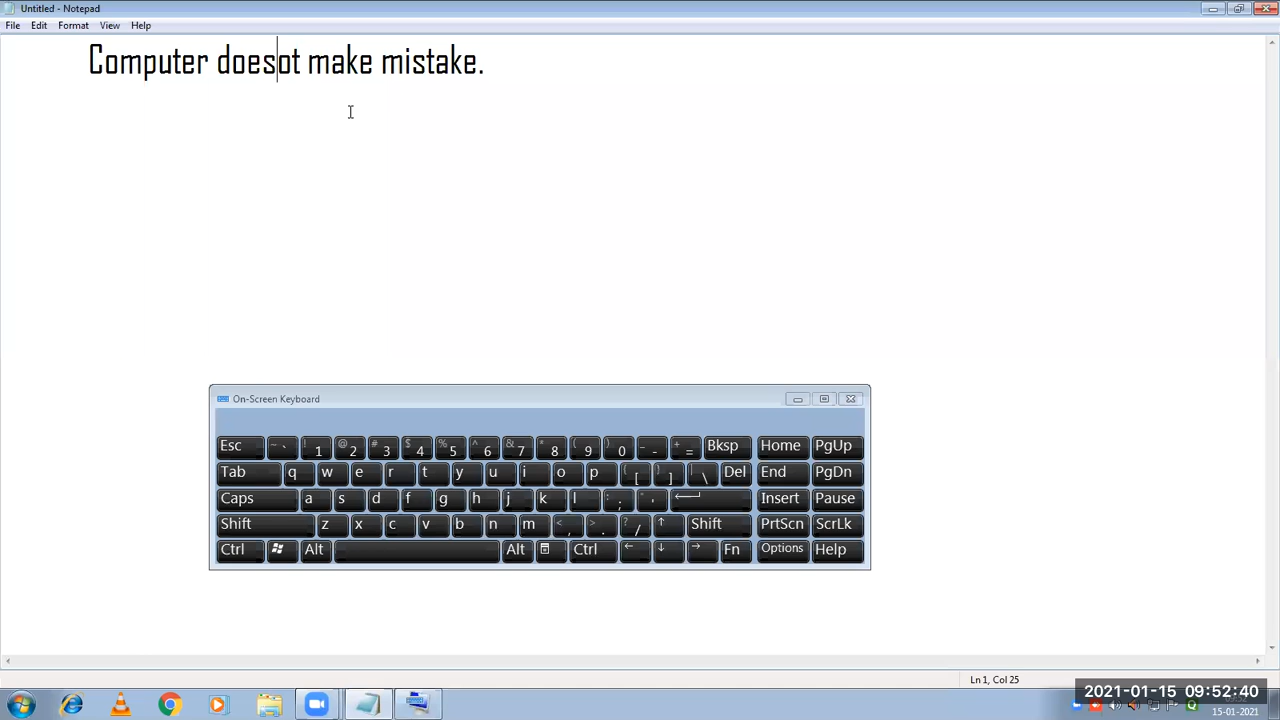 Untitled - Notepad
File Edit Format View Help
Computer doesot make mistake.
On-Screen Keyboard
Esc ~ ` ! 1 @ 2 # 3 $ 4 % 5 ^ 6 & 7 * 8 ( 9 ) 0 _ - + = Bksp Home PgUp
Tab q w e r t y u i o p { [ } ] | \ Del End PgDn
Caps a s d f g h j k l : ; " ' Insert Pause
Shift z x c v b n m < , > . ? / ↑ Shift PrtScn ScrLk
Ctrl Alt Alt Ctrl ← ↓ → Fn Options Help
Ln 1, Col 25
2021-01-15 09:52:40
15-01-2021